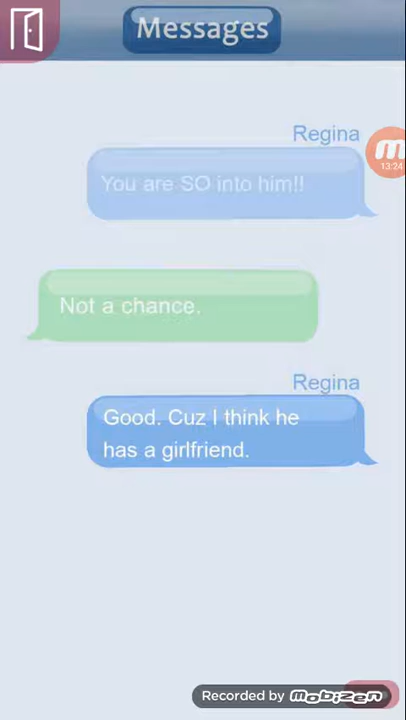 Messages
Regina
13:24
You are SO into him!!
Not a chance.
Regina
Good. Cuz I think he
has a girlfriend.
Recorded by Mobizen